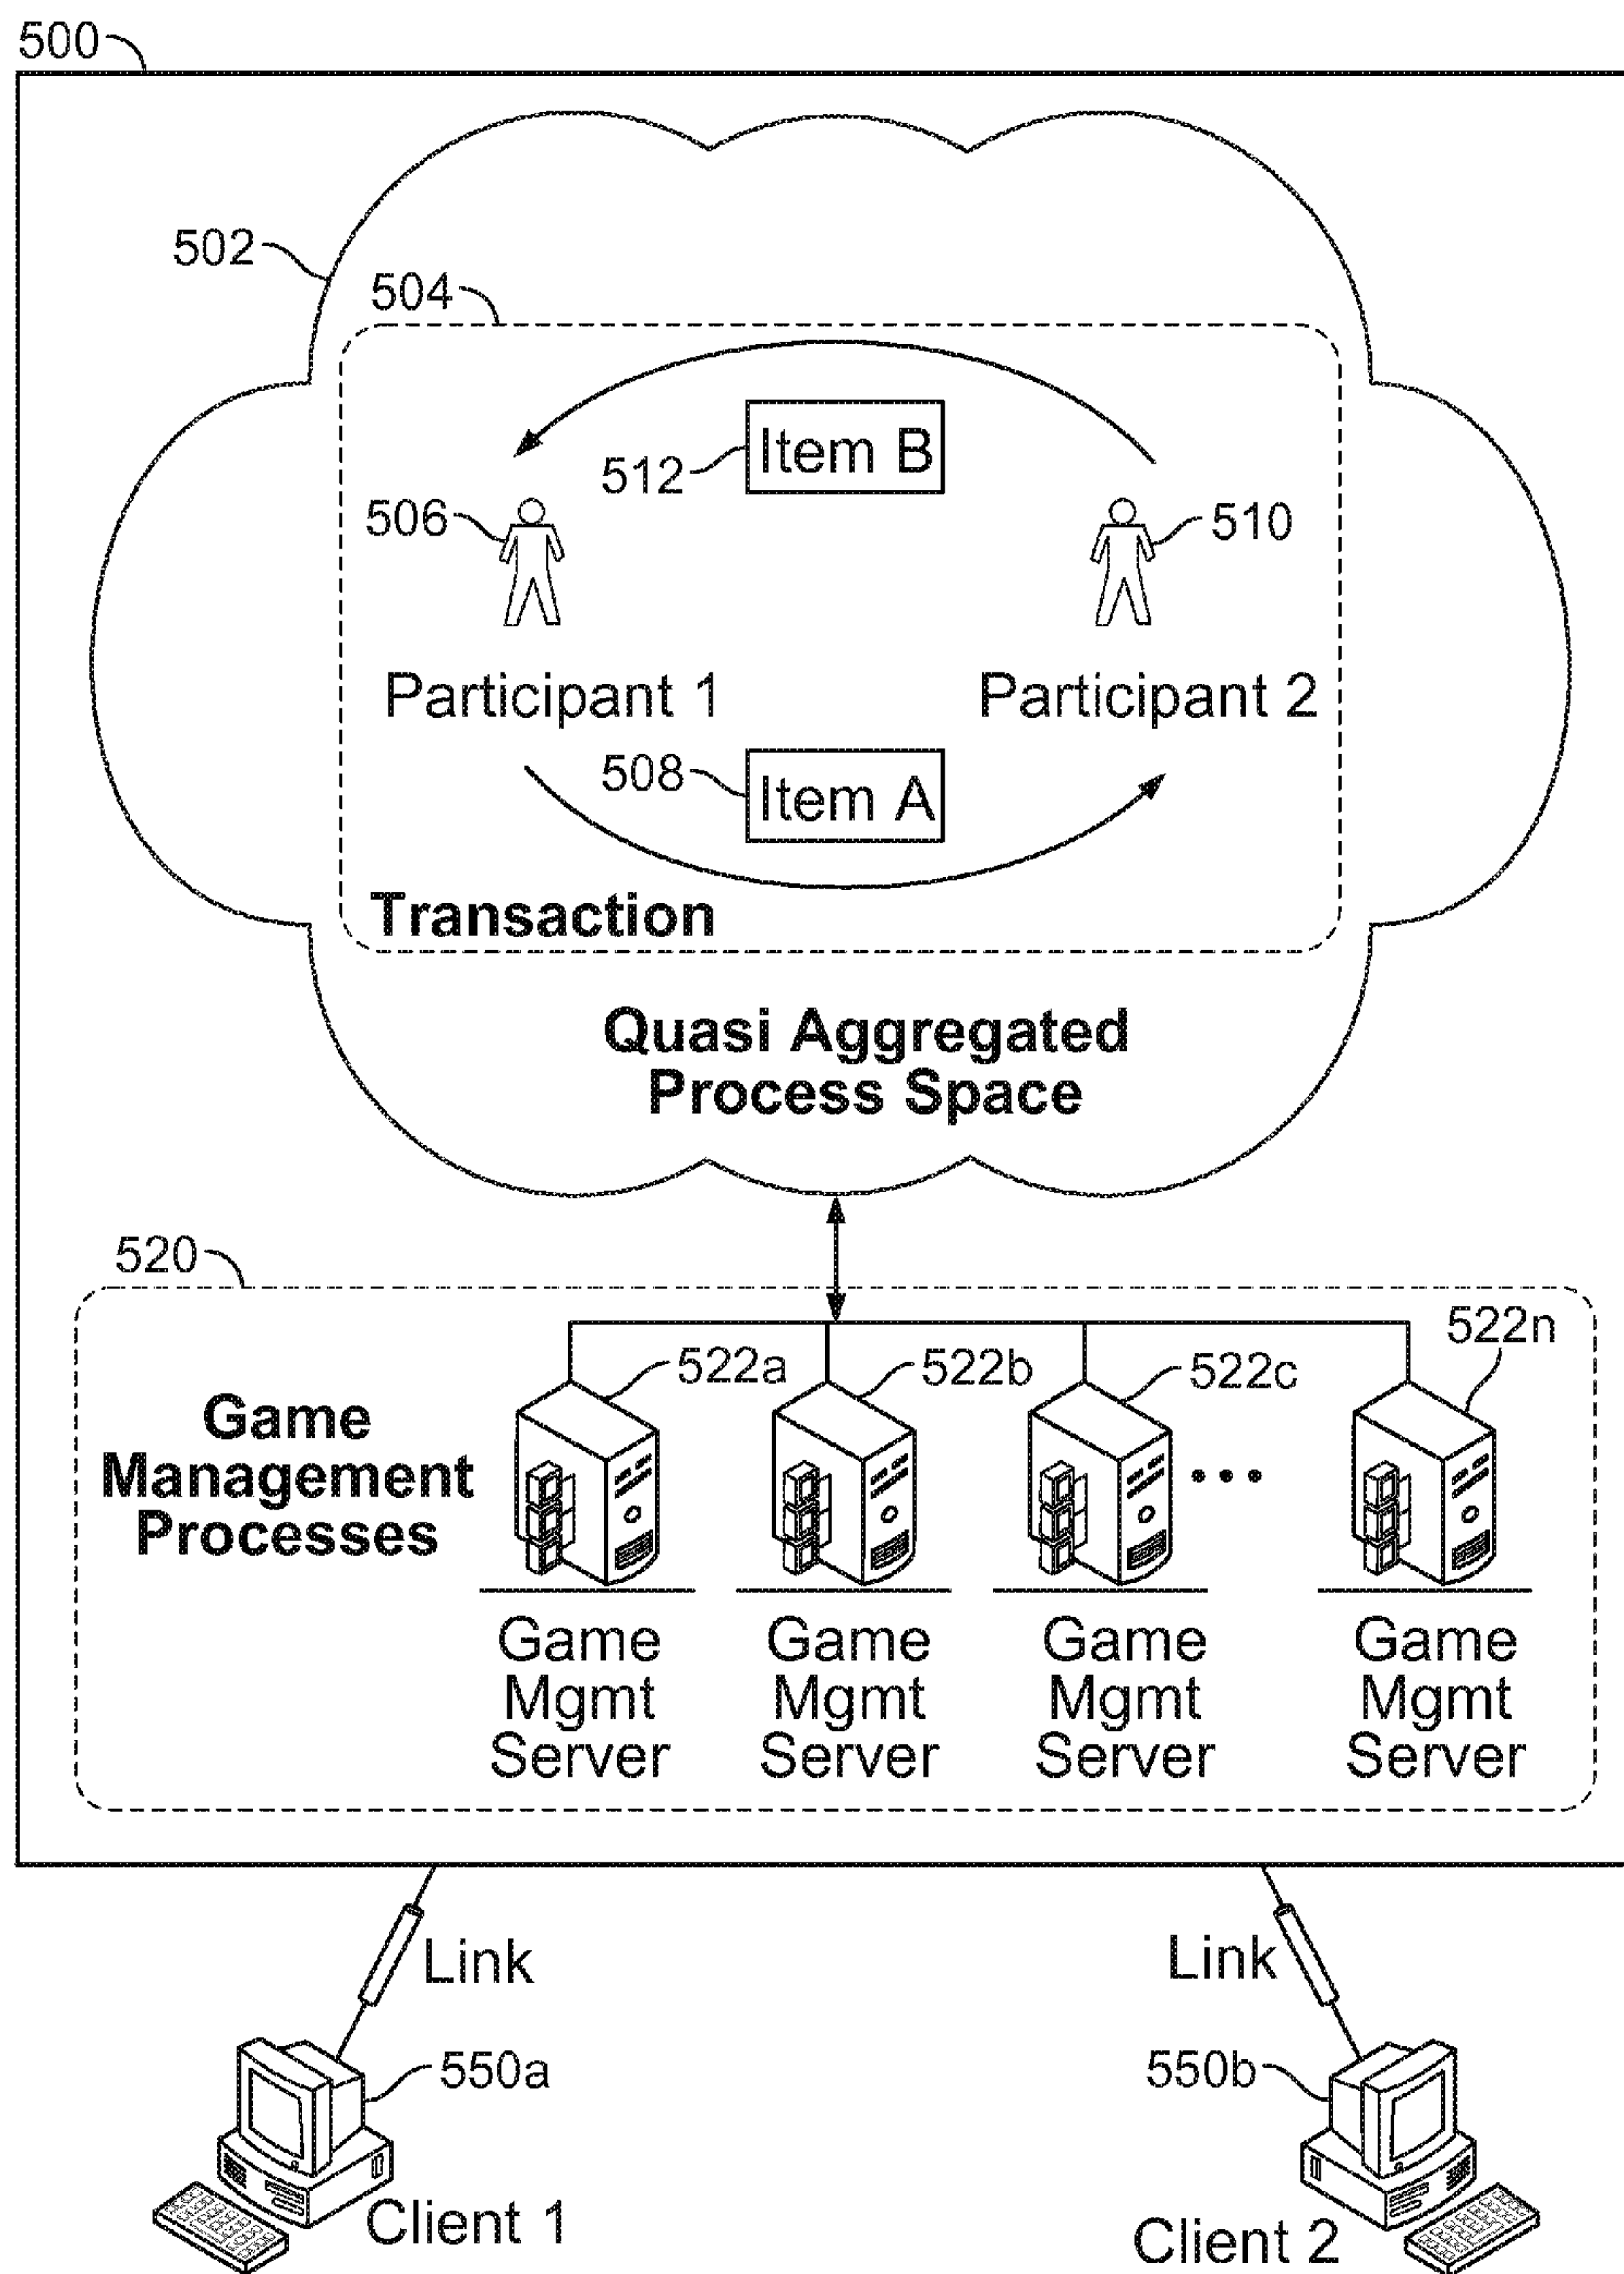 500
502
504
Item B
512
506
510
Participant 1
Participant 2
508
Item A
Transaction
Quasi Aggregated
Process Space
520
522n
522a
522b
522c
Game
Management
Processes
Game
Mgmt
Server
Game
Mgmt
Server
Game
Mgmt
Server
Game
Mgmt
Server
Link
Link
550a
550b
Client 1
Client 2